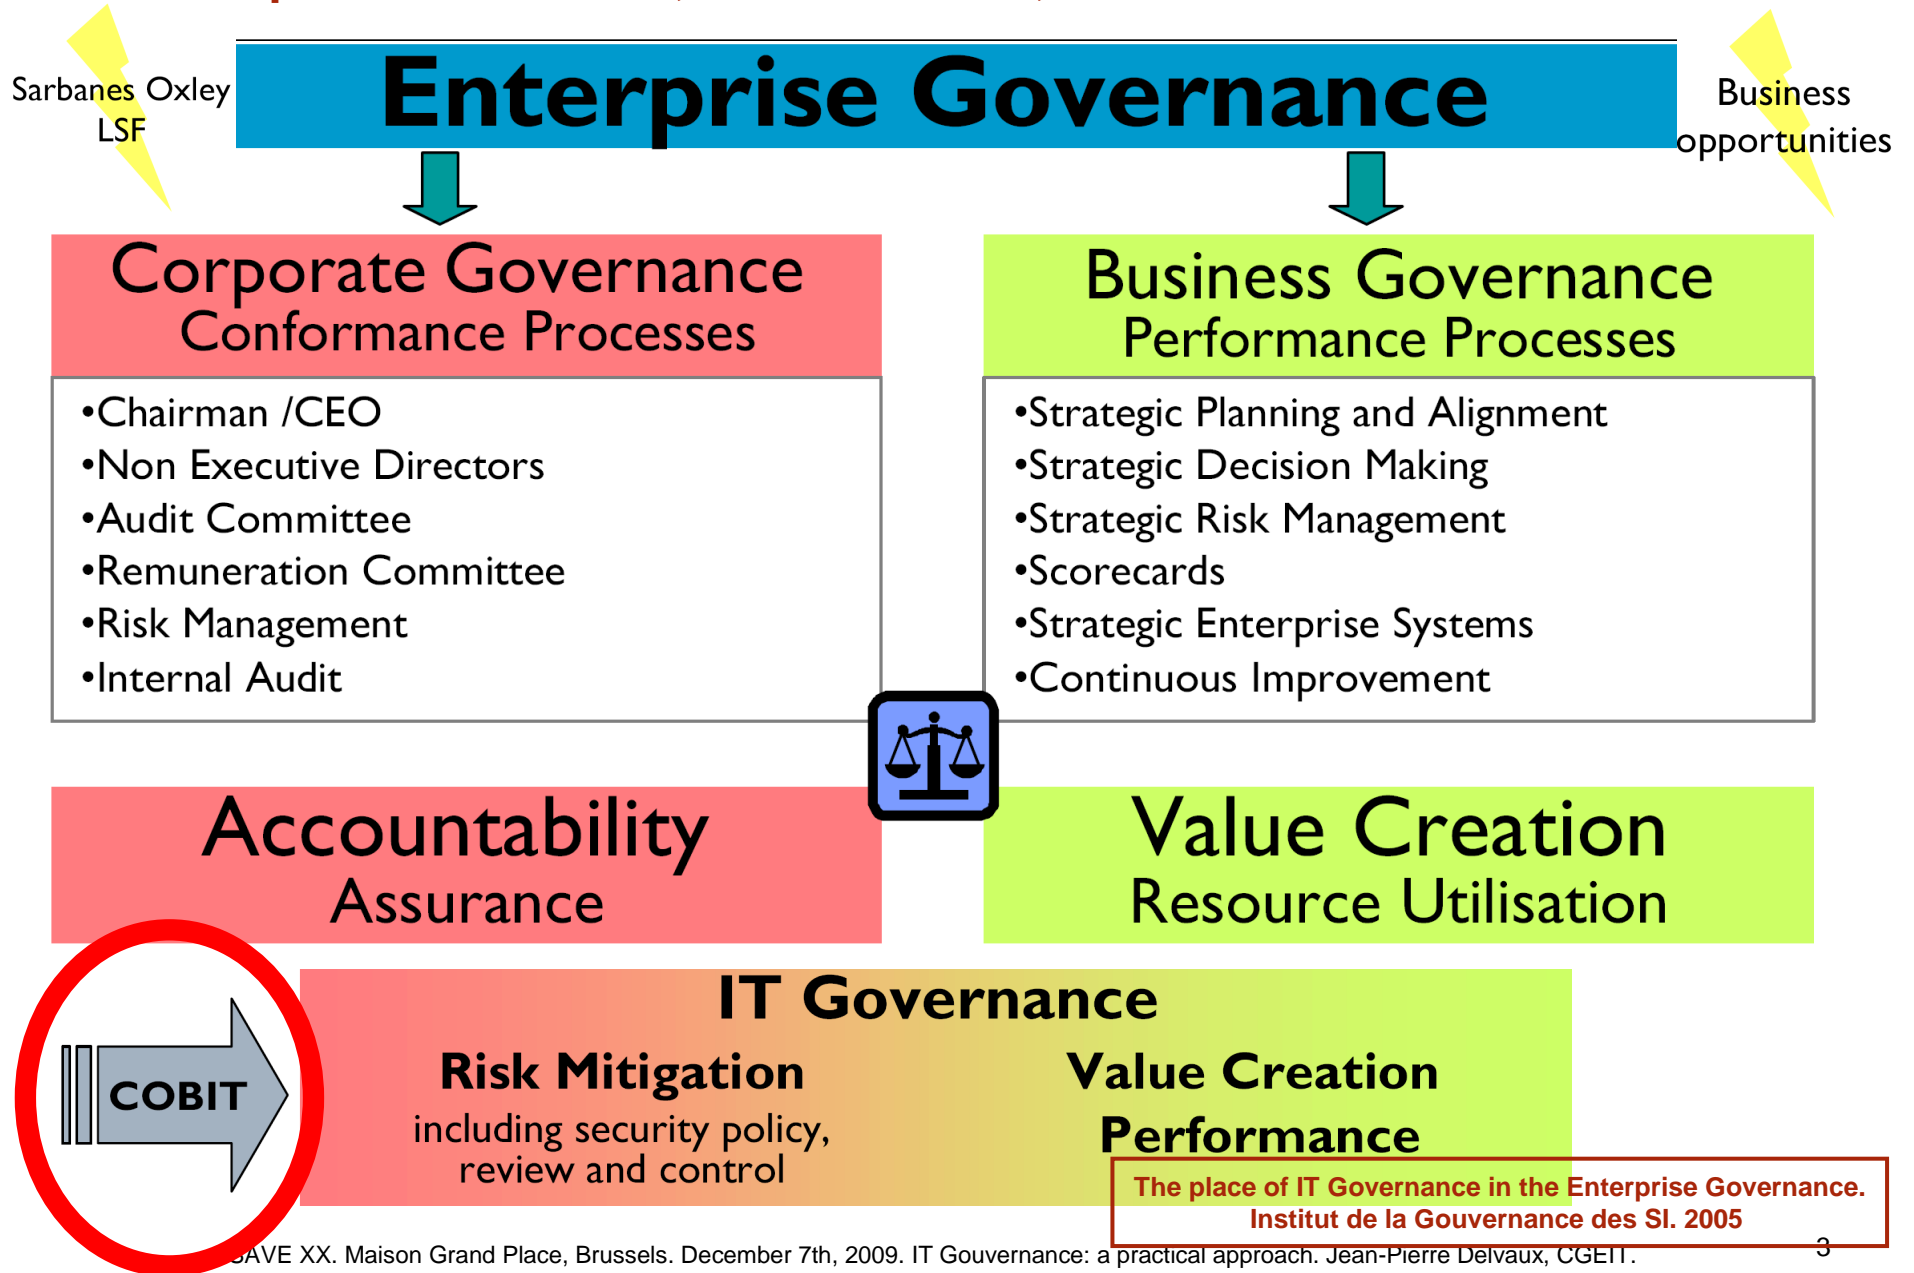 Enterprise Governance
Sarbanes Oxley
LSF
Business
opportunities
Corporate Governance
Conformance Processes
•Chairman /CEO
•Non Executive Directors
•Audit Committee
•Remuneration Committee
•Risk Management
•Internal Audit
Business Governance
Performance Processes
•Strategic Planning and Alignment
•Strategic Decision Making
•Strategic Risk Management
•Scorecards
•Strategic Enterprise Systems
•Continuous Improvement
Accountability
Assurance
Value Creation
Resource Utilisation
COBIT
IT Governance
Risk Mitigation
including security policy,
review and control
Value Creation
Performance
The place of IT Governance in the Enterprise Governance.
Institut de la Gouvernance des SI. 2005
XX. Maison Grand Place, Brussels. December 7th, 2009. IT Gouvernance: a practical approach. Jean-Pierre Delvaux, CGEIT.
3